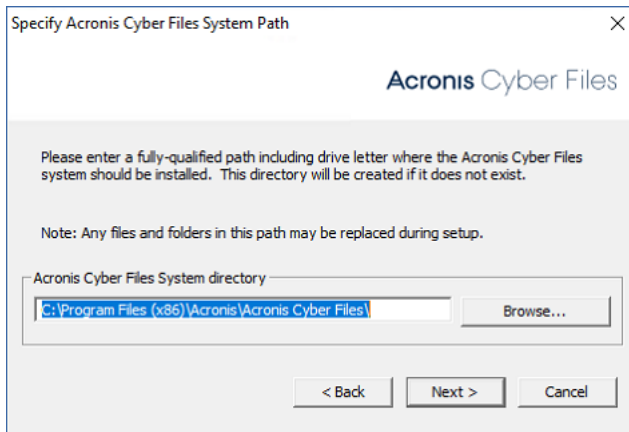 Specify Acronis Cyber Files System Path
Acronis Cyber Files
Please enter a fully-qualified path including drive letter where the Acronis Cyber Files
system should be installed.  This directory will be created if it does not exist.
Note: Any files and folders in this path may be replaced during setup.
Acronis Cyber Files System directory
C:\Program Files (x86)\Acronis\Acronis Cyber Files\
Browse...
< Back
Next >
Cancel